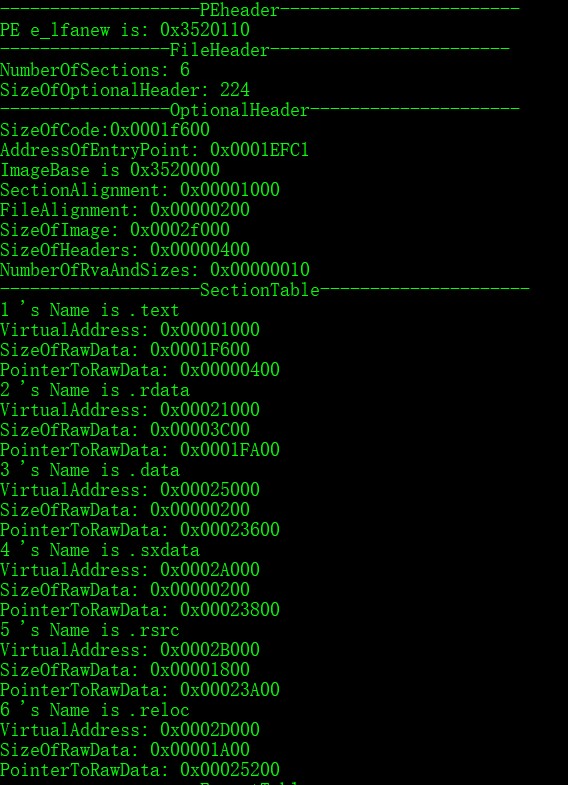 --------------------PEheader------------------------
PE e_lfanew is: 0x3520110
-----------------FileHeader------------------------
NumberOfSections: 6
SizeOfOptionalHeader: 224
-----------------OptionalHeader---------------------
SizeOfCode:0x0001f600
AddressOfEntryPoint: 0x0001EFC1
ImageBase is 0x3520000
SectionAlignment: 0x00001000
FileAlignment: 0x00000200
SizeOfImage: 0x0002f000
SizeOfHeaders: 0x00000400
NumberOfRvaAndSizes: 0x00000010
--------------------SectionTable---------------------
1 's Name is .text
VirtualAddress: 0x00001000
SizeOfRawData: 0x0001F600
PointerToRawData: 0x00000400
2 's Name is .rdata
VirtualAddress: 0x00021000
SizeOfRawData: 0x00003C00
PointerToRawData: 0x0001FA00
3 's Name is .data
VirtualAddress: 0x00025000
SizeOfRawData: 0x00000200
PointerToRawData: 0x00023600
4 's Name is .sxdata
VirtualAddress: 0x0002A000
SizeOfRawData: 0x00000200
PointerToRawData: 0x00023800
5 's Name is .rsrc
VirtualAddress: 0x0002B000
SizeOfRawData: 0x00001800
PointerToRawData: 0x00023A00
6 's Name is .reloc
VirtualAddress: 0x0002D000
SizeOfRawData: 0x00001A00
PointerToRawData: 0x00025200